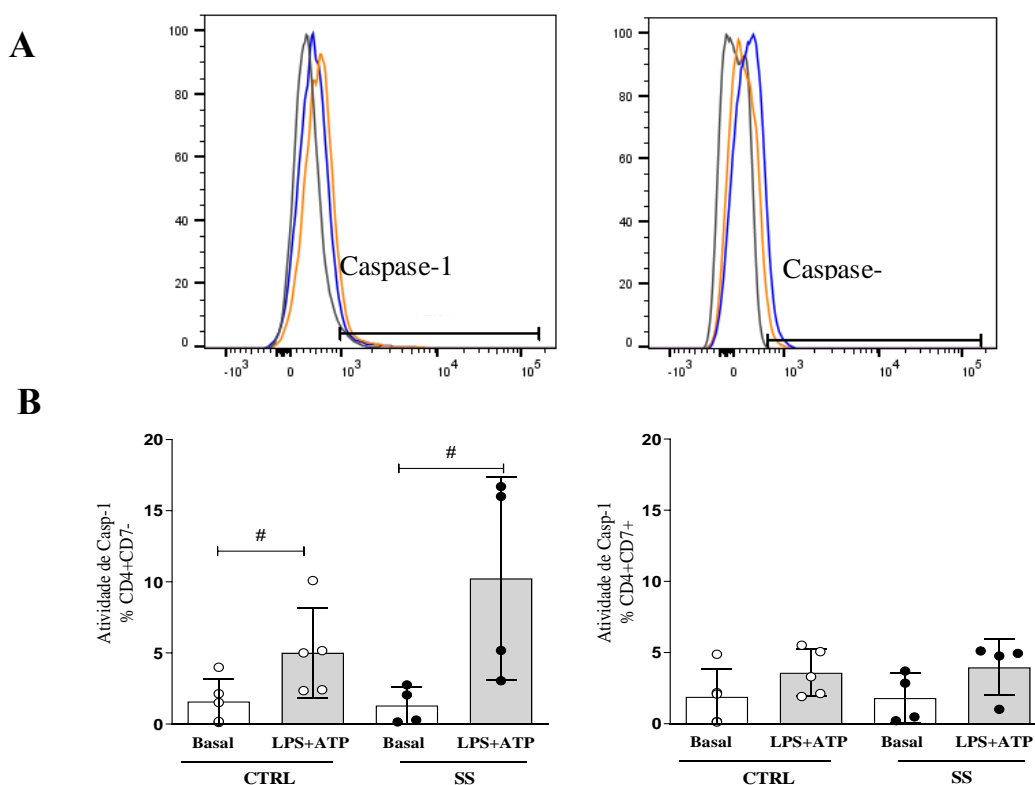 A
100
80
60
40
20
0
Caspase-1
-10³ 0 10³ 10⁴ 10⁵
100
80
60
40
20
0
Caspase-
-10³ 0 10³ 10⁴ 10⁵
B
Atividade de Casp-1
% CD4+CD7-
20
15
10
5
0
#
#
Basal LPS+ATP Basal LPS+ATP
CTRL SS
Atividade de Casp-1
% CD4+CD7+
20
15
10
5
0
Basal LPS+ATP Basal LPS+ATP
CTRL SS